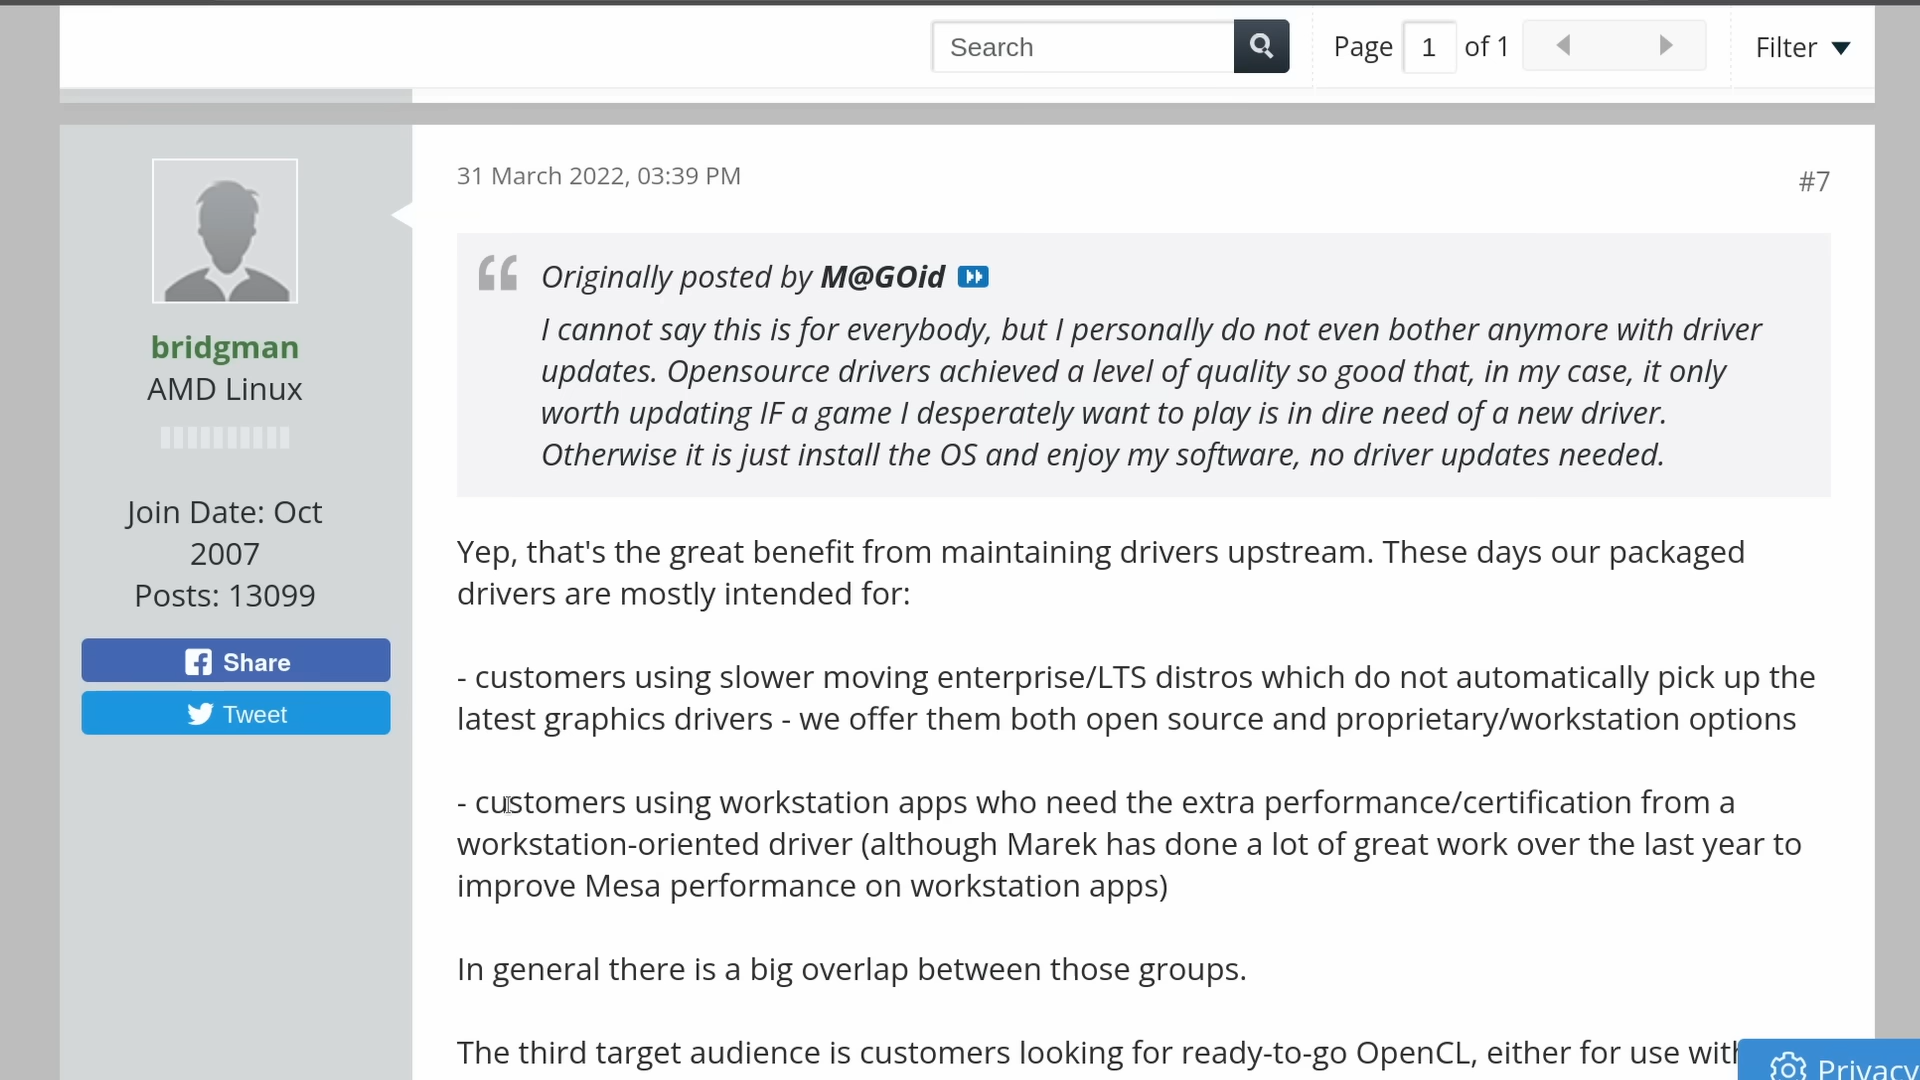 Search
Page 1 of 1
Filter
31 March 2022, 03:39 PM
#7
bridgman
AMD Linux
Join Date: Oct
2007
Posts: 13099
Share
Tweet
Originally posted by M@GOid
I cannot say this is for everybody, but I personally do not even bother anymore with driver
updates. Opensource drivers achieved a level of quality so good that, in my case, it only
worth updating IF a game I desperately want to play is in dire need of a new driver.
Otherwise it is just install the OS and enjoy my software, no driver updates needed.
Yep, that's the great benefit from maintaining drivers upstream. These days our packaged
drivers are mostly intended for:
- customers using slower moving enterprise/LTS distros which do not automatically pick up the
latest graphics drivers - we offer them both open source and proprietary/workstation options
- customers using workstation apps who need the extra performance/certification from a
workstation-oriented driver (although Marek has done a lot of great work over the last year to
improve Mesa performance on workstation apps)
In general there is a big overlap between those groups.
The third target audience is customers looking for ready-to-go OpenCL, either for use with
Privacy